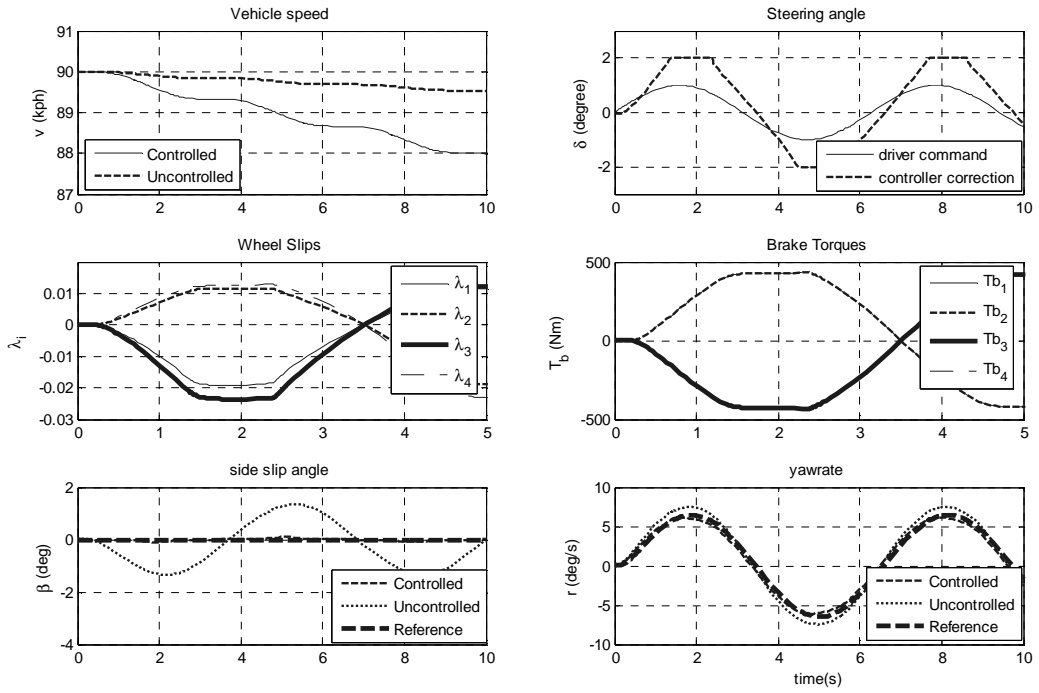 Vehicle speed
91
90
89
88
87
v (kph)
Controlled
Uncontrolled
0 2 4 6 8 10
Steering angle
2
0
-2
δ (degree)
driver command
controller correction
0 2 4 6 8 10
Wheel Slips
0.01
0
-0.01
-0.02
-0.03
λi
λ1
λ2
λ3
λ4
0 1 2 3 4 5
Brake Torques
500
0
-500
T_b (Nm)
Tb1
Tb2
Tb3
Tb4
0 1 2 3 4 5
side slip angle
2
0
-2
-4
β (deg)
Controlled
Uncontrolled
Reference
0 2 4 6 8 10
yawrate
10
5
0
-5
-10
r (deg/s)
Controlled
Uncontrolled
Reference
0 2 4 6 8 10
time(s)